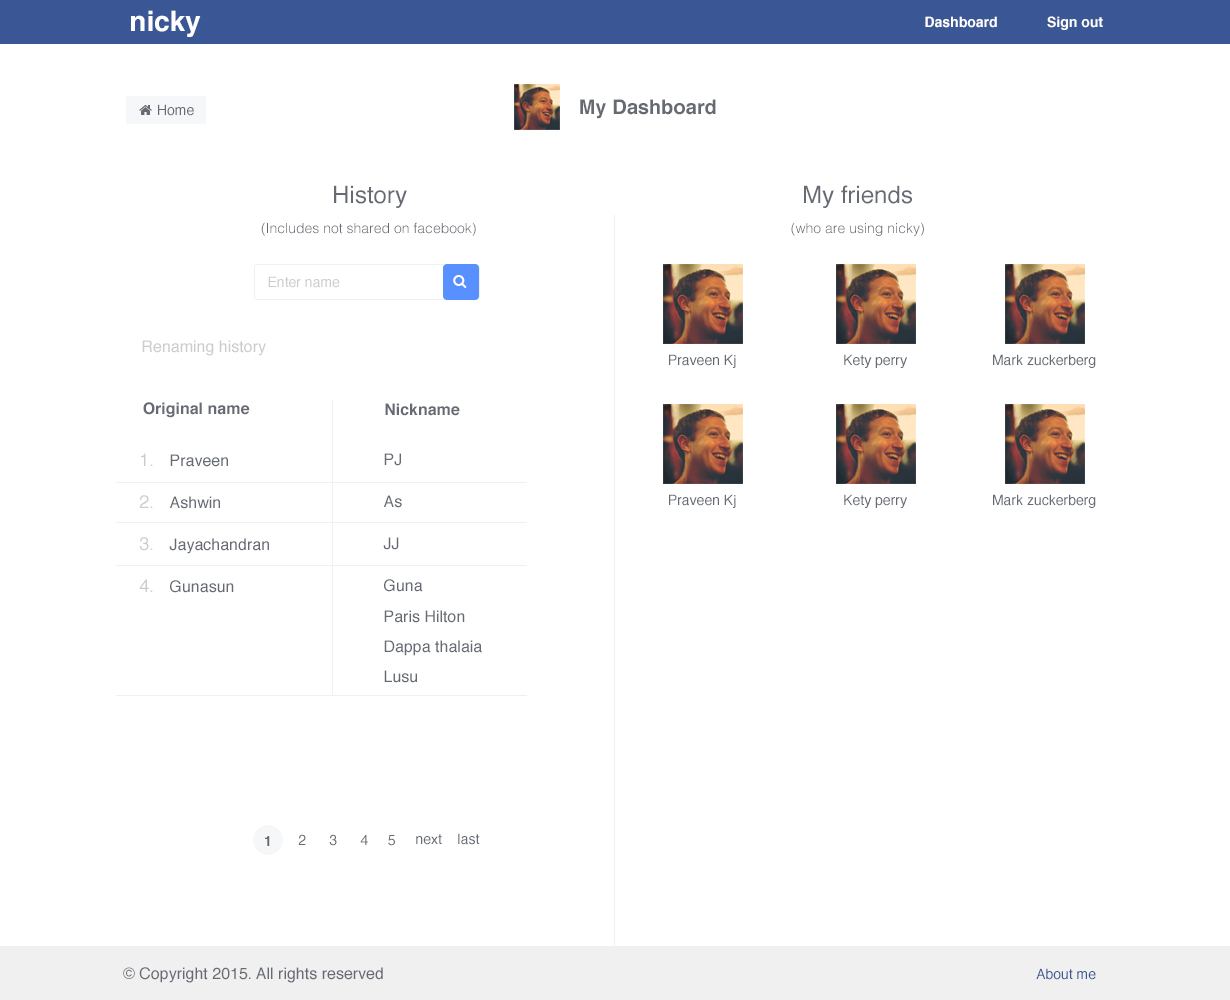 nicky
Dashboard
Sign out
Home
My Dashboard
History
(Includes not shared on facebook)
Enter name
Renaming history
Original name
Nickname
1. Praveen
PJ
2. Ashwin
As
3. Jayachandran
JJ
4. Gunasun
Guna
Paris Hilton
Dappa thalaia
Lusu
1 2 3 4 5 next last
My friends
(who are using nicky)
Praveen Kj
Kety perry
Mark zuckerberg
Praveen Kj
Kety perry
Mark zuckerberg
© Copyright 2015. All rights reserved
About me